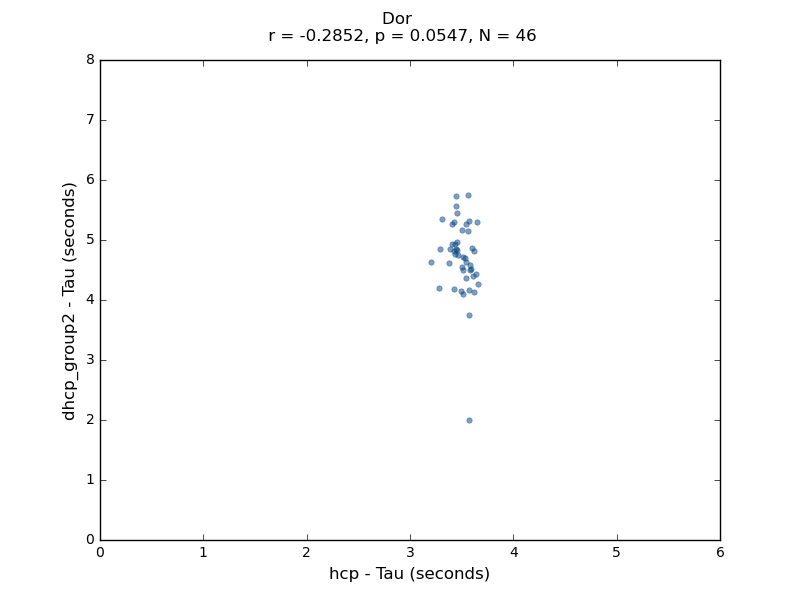 Dor
r = -0.2852, p = 0.0547, N = 46
8
7
6
5
4
3
2
1
0
dhcp_group2 - Tau (seconds)
0 1 2 3 4 5 6
hcp - Tau (seconds)